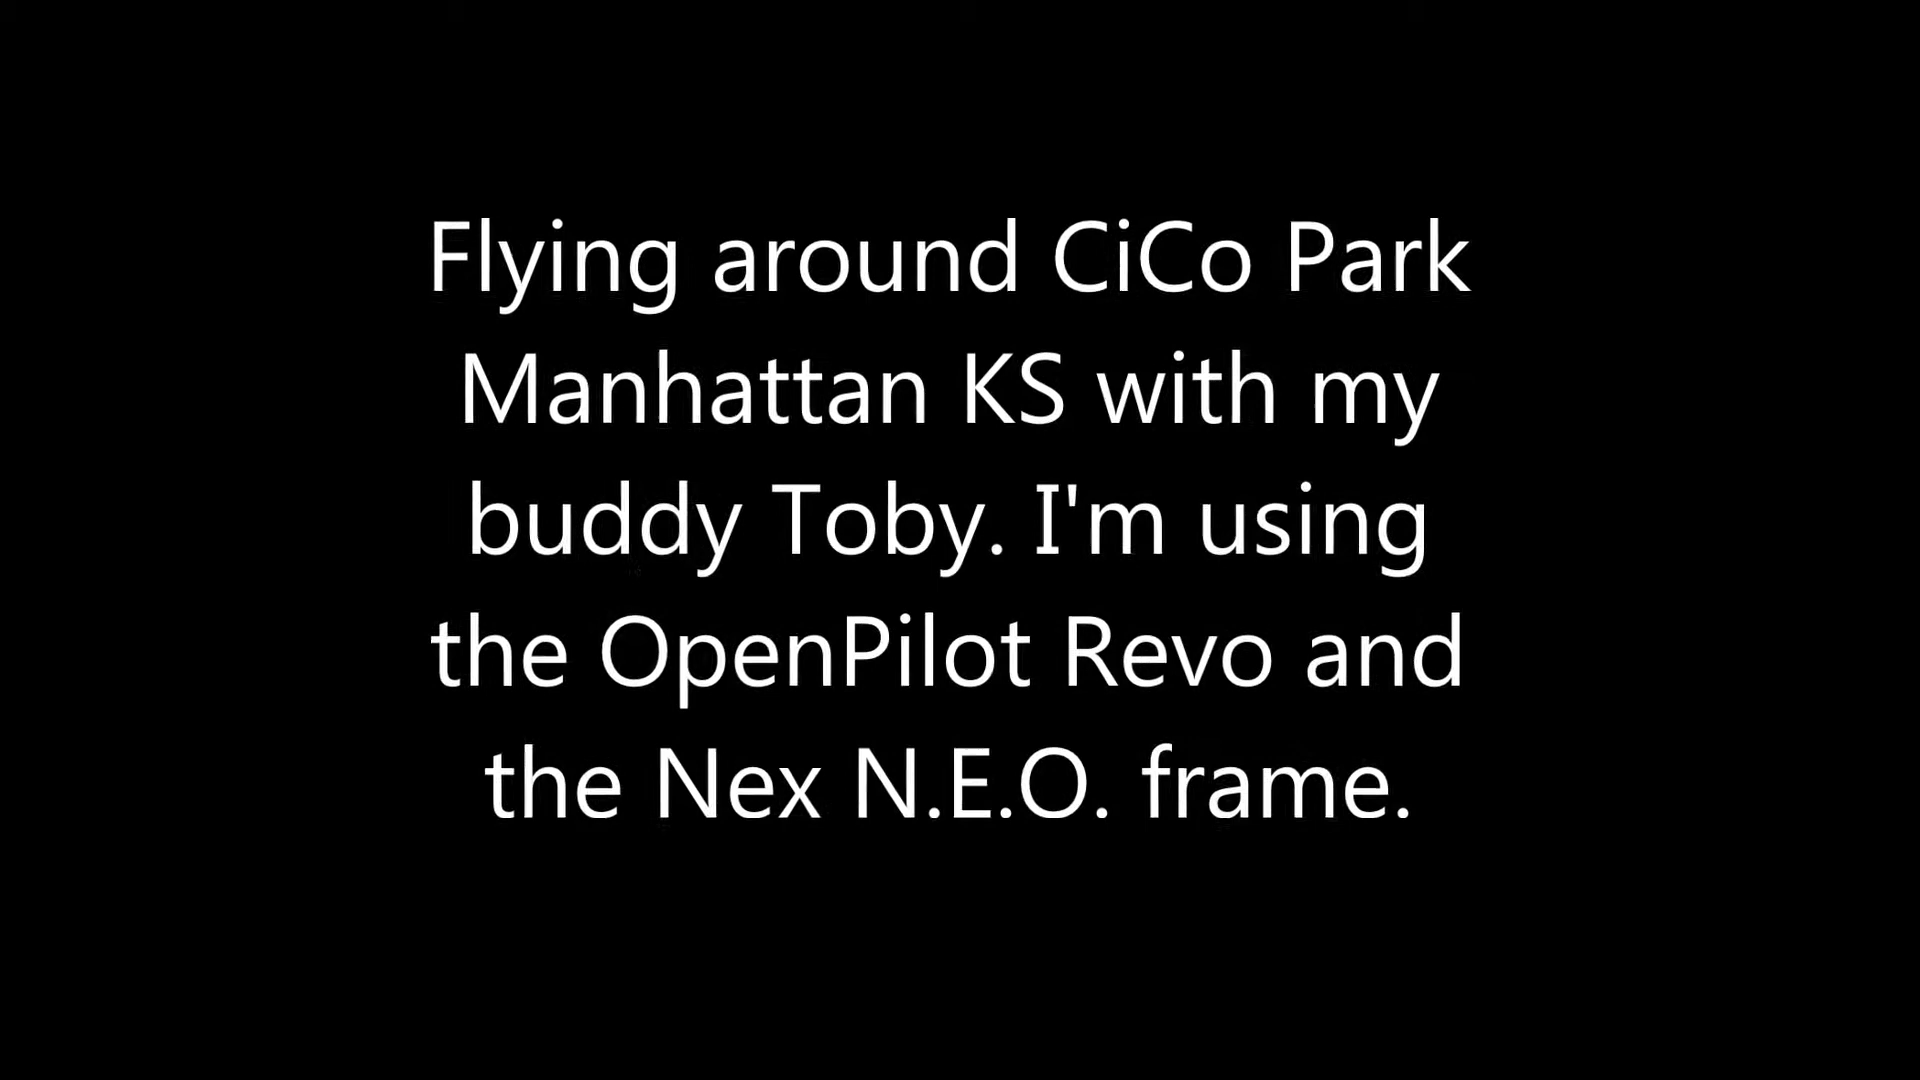 Flying around CiCo Park
Manhattan KS with my
buddy Toby. I'm using
the OpenPilot Revo and
the Nex N.E.O. frame.